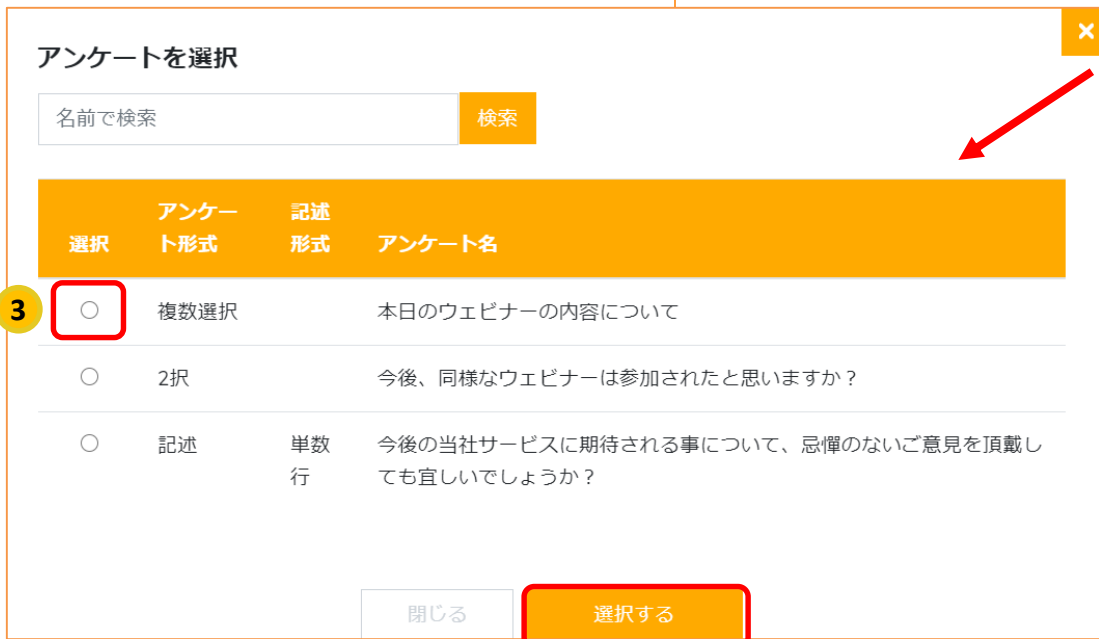 ×
アンケートを選択
名前で検索 検索
選択 アンケー
ト形式 記述
形式 アンケート名
3 複数選択 本日のウェビナーの内容について
2択 今後、同様なウェビナーは参加されたと思いますか？
記述 単数
行 今後の当社サービスに期待される事について、忌憚のないご意見を頂戴し
ても宜しいでしょうか？
閉じる 選択する